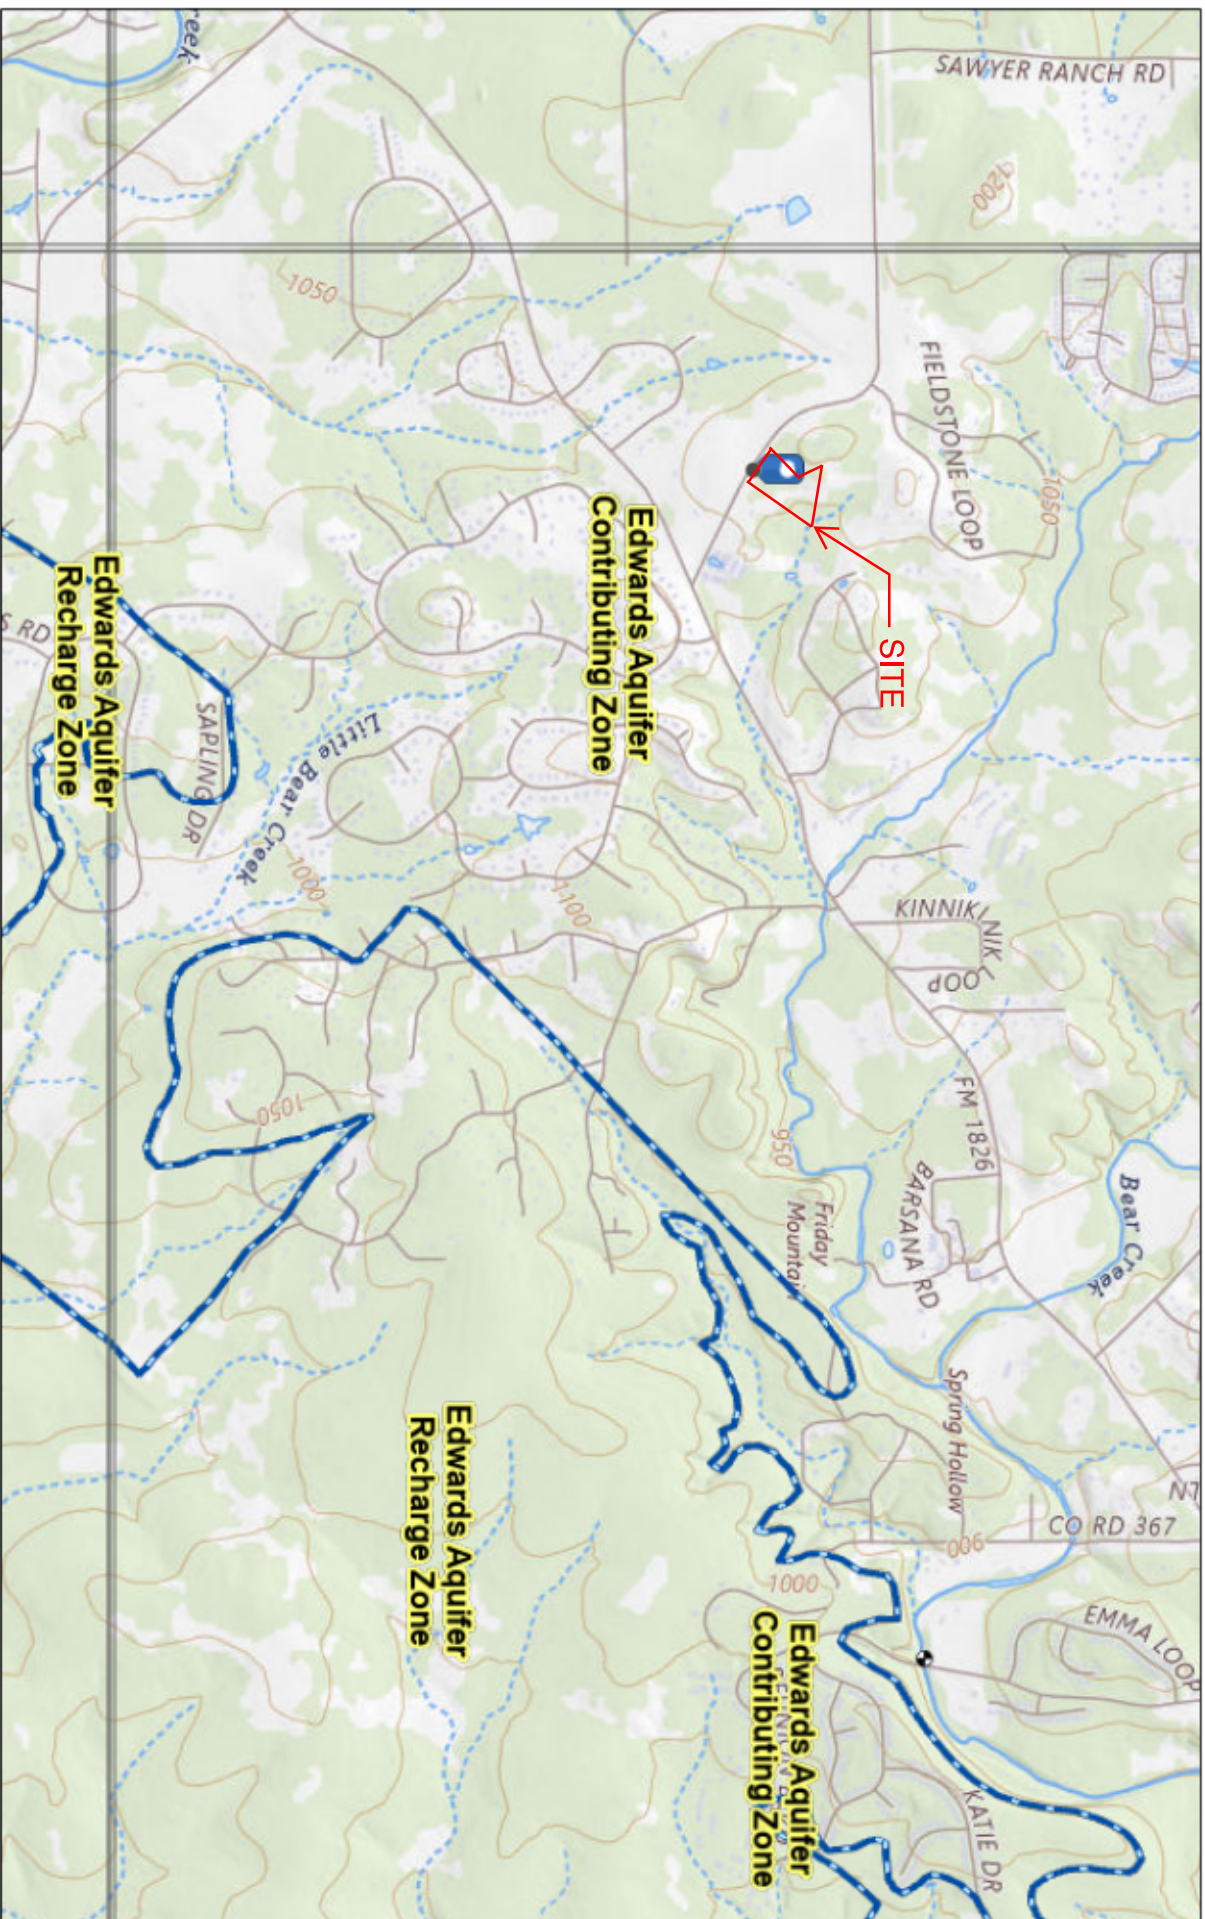 reek
SAWYER RANCH RD
1200
1050
FIELDSTONE LOOP
1050
SITE
Edwards Aquifer
Contributing Zone
Edwards Aquifer
Recharge Zone
S RD
SAPLING DR
Little Bear Creek
1000
1100
KINNIKINIK
LOOP
FM 1826
950
1050
BARSANA RD
Bear Creek
Friday
Mountain
Spring Hollow
CO RD 367
900
1000
EMMA LOOP
Edwards Aquifer
Recharge Zone
Edwards Aquifer
Contributing Zone
KATIE DR